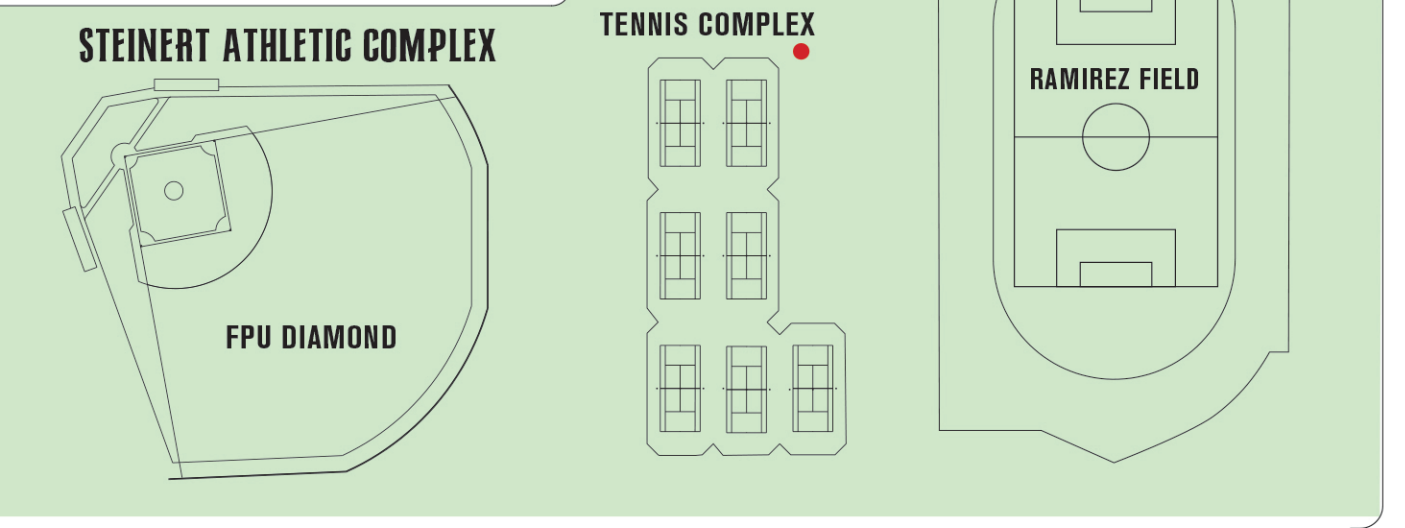 STEINERT ATHLETIC COMPLEX
TENNIS COMPLEX
RAMIREZ FIELD
FPU DIAMOND